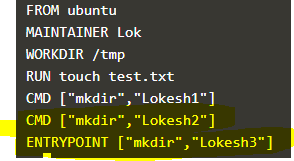 FROM ubuntu
MAINTAINER Lok
WORKDIR /tmp
RUN touch test.txt
CMD ["mkdir","Lokesh1"]
CMD ["mkdir","Lokesh2"]
ENTRYPOINT ["mkdir","Lokesh3"]